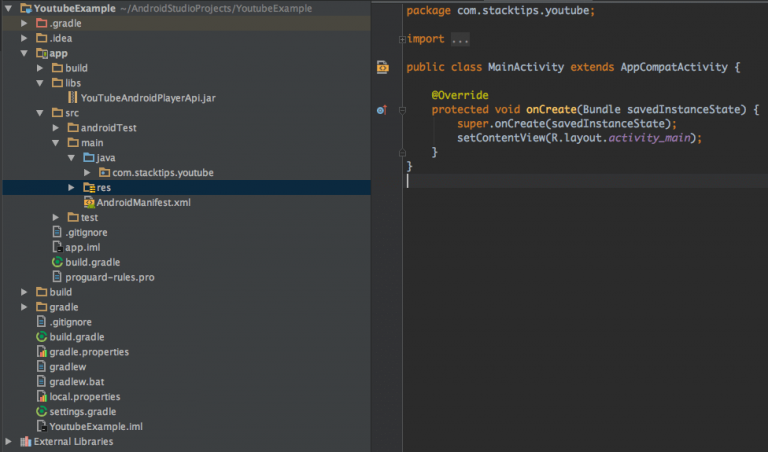 YoutubeExample ~/AndroidStudioProjects/YoutubeExample
.gradle
.idea
app
build
libs
YouTubeAndroidPlayerApi.jar
src
androidTest
main
java
com.stacktips.youtube
res
AndroidManifest.xml
test
.gitignore
app.iml
build.gradle
proguard-rules.pro
build
gradle
.gitignore
build.gradle
gradle.properties
gradlew
gradlew.bat
local.properties
settings.gradle
YoutubeExample.iml
External Libraries
package com.stacktips.youtube;
import ...
public class MainActivity extends AppCompatActivity {
@Override
protected void onCreate(Bundle savedInstanceState) {
super.onCreate(savedInstanceState);
setContentView(R.layout.activity_main);
}
}